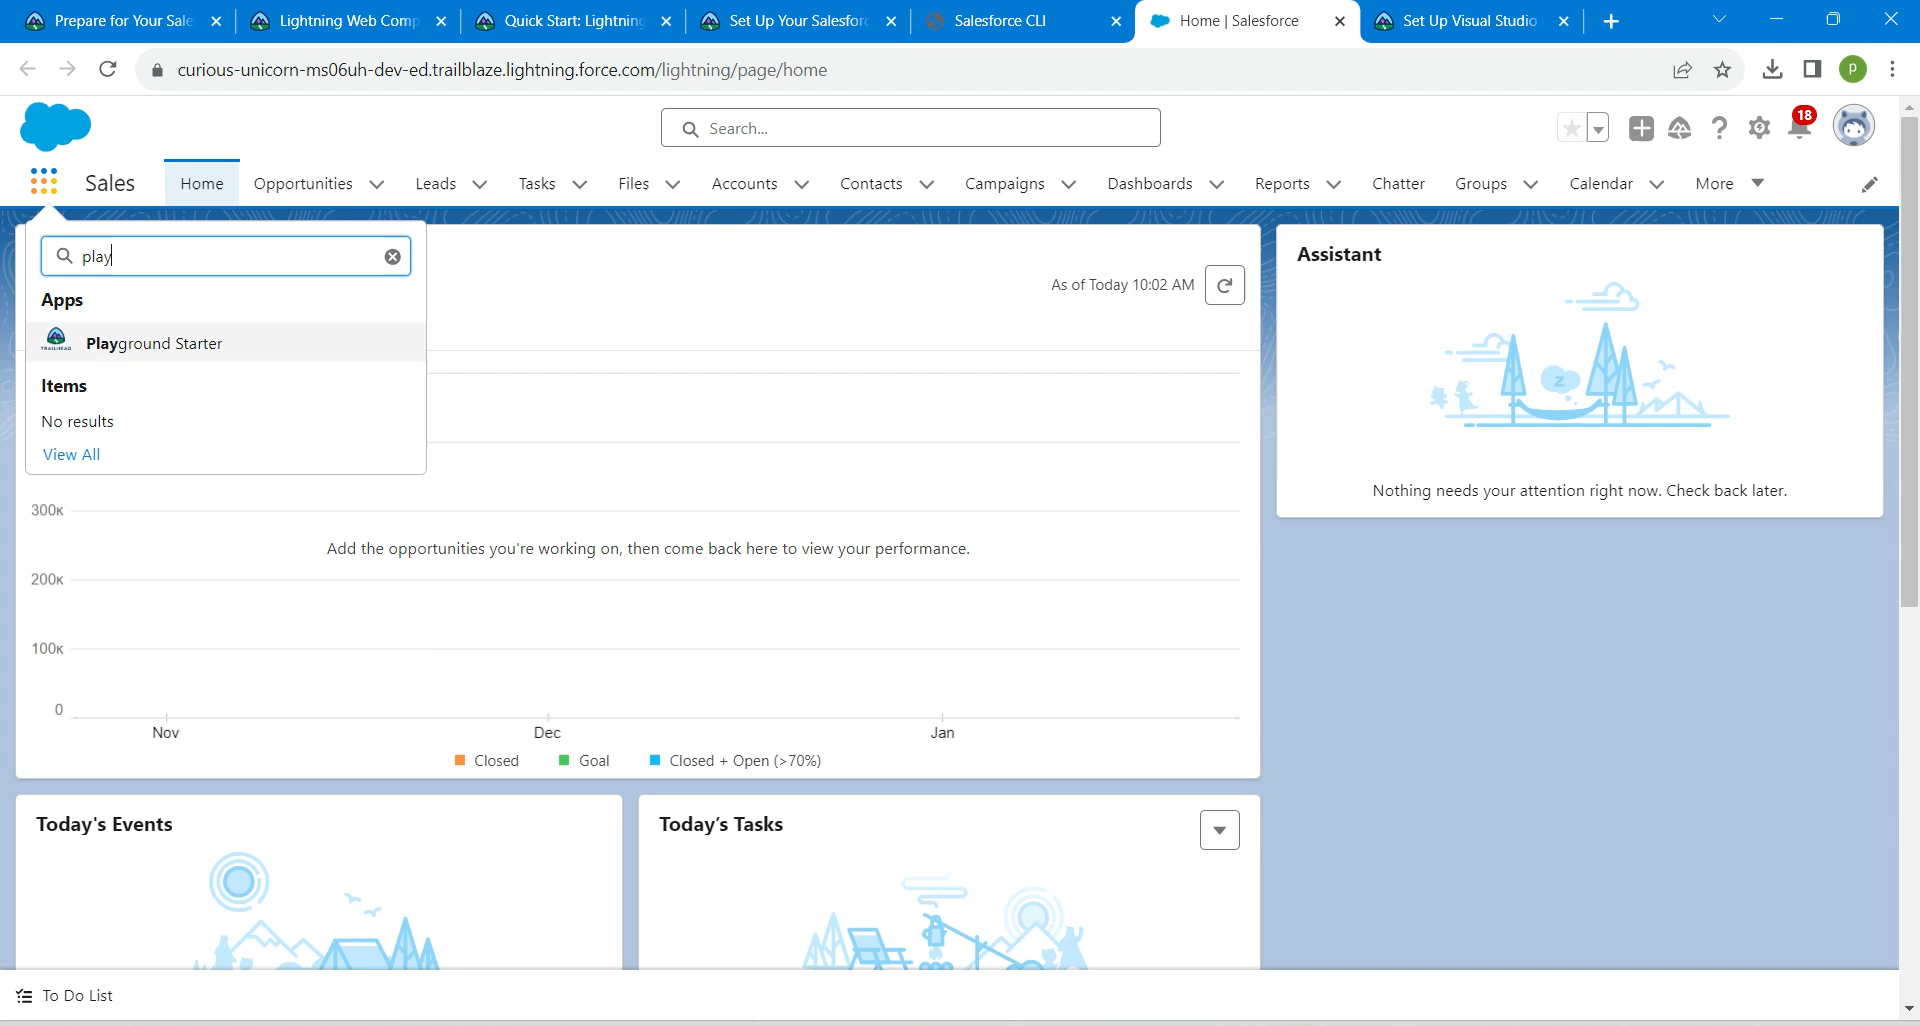 Prepare for Your Sale
Lightning Web Comp
Quick Start: Lightning
Set Up Your Salesforc
Salesforce CLI
Home | Salesforce
Set Up Visual Studio
curious-unicorn-ms06uh-dev-ed.trailblaze.lightning.force.com/lightning/page/home
P
Search...
18
Sales
Home
Opportunities
Leads
Tasks
Files
Accounts
Contacts
Campaigns
Dashboards
Reports
Chatter
Groups
Calendar
More
play
Apps
TRAILHEAD
Playground Starter
Items
No results
View All
As of Today 10:02 AM
Assistant
z
Nothing needs your attention right now. Check back later.
300K
Add the opportunities you're working on, then come back here to view your performance.
200K
100K
0
Nov
Dec
Jan
Closed
Goal
Closed + Open (>70%)
Today's Events
Today's Tasks
To Do List